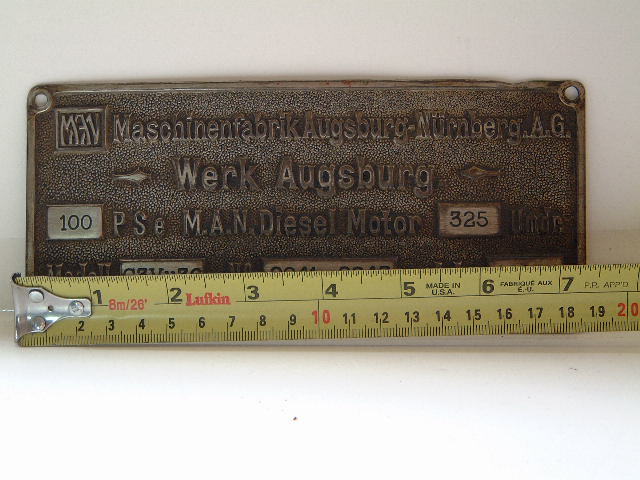 MAN Maschinenfabrik Augsburg-Nürnberg.A.G.
Werk Augsburg.
100 PSe M.A.N. Diesel Motor 325 Umdr.
1 8m/26' 2 Lufkin 3 4 5 MADE IN U.S.A. 6 FABRIQUÉ AUX É.-U. 7 P.P. APP'D
2 3 4 5 6 7 8 9 10 11 12 13 14 15 16 17 18 19 20